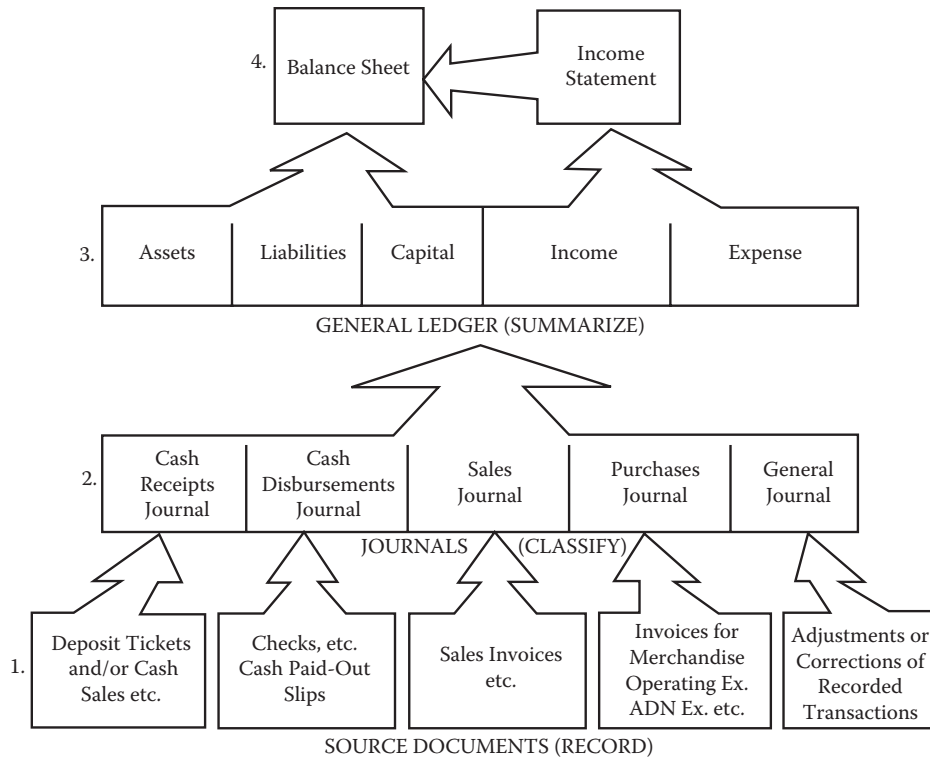 4.
Balance Sheet
Income
Statement
3.
Assets
Liabilities
Capital
Income
Expense
GENERAL LEDGER (SUMMARIZE)
2.
Cash
Receipts
Journal
Cash
Disbursements
Journal
Sales
Journal
Purchases
Journal
General
Journal
JOURNALS (CLASSIFY)
1.
Deposit Tickets
and/or Cash
Sales etc.
Checks, etc.
Cash Paid-Out
Slips
Sales Invoices
etc.
Invoices for
Merchandise
Operating Ex.
ADN Ex. etc.
Adjustments or
Corrections of
Recorded
Transactions
SOURCE DOCUMENTS (RECORD)